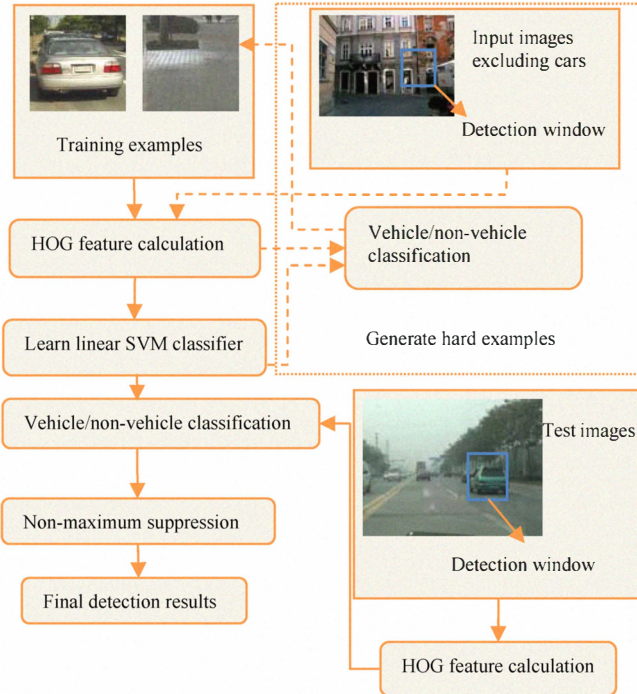 Training examples
Input images
excluding cars
Detection window
HOG feature calculation
Vehicle/non-vehicle
classification
Learn linear SVM classifier
Generate hard examples
Vehicle/non-vehicle classification
Test images
Non-maximum suppression
Detection window
Final detection results
HOG feature calculation